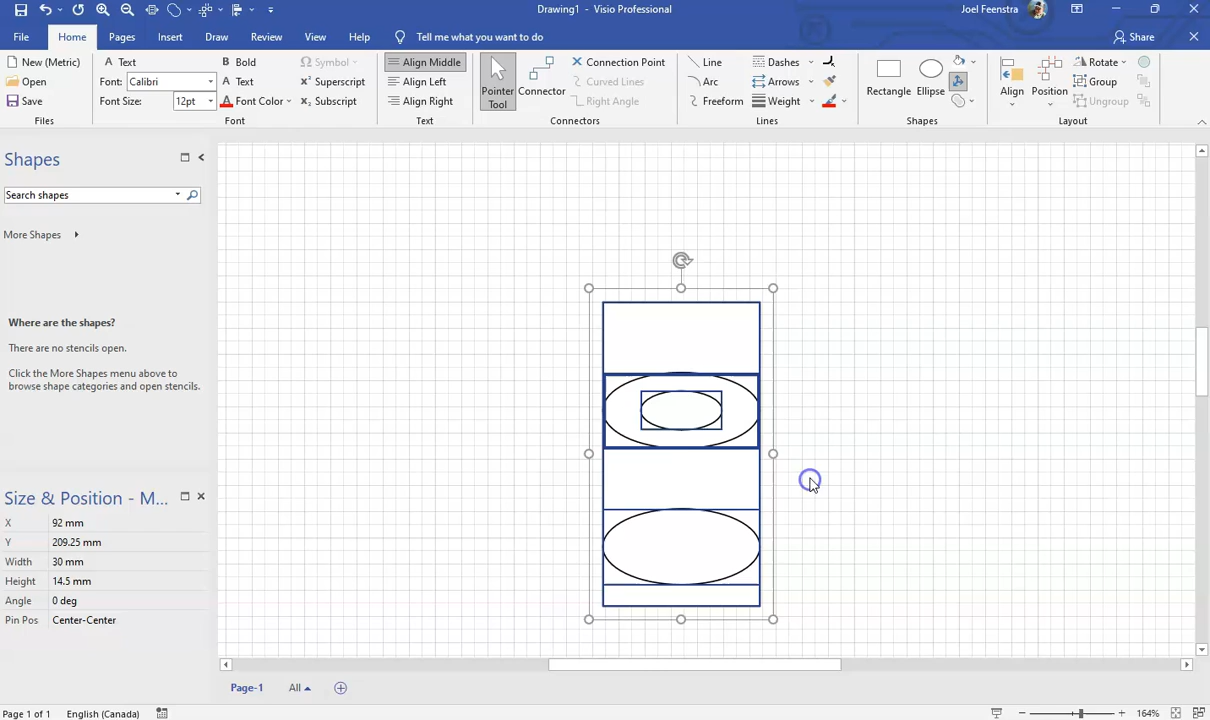 Drawing1 - Visio Professional
Joel Feenstra
File
Home
Pages
Insert
Draw
Review
View
Help
Tell me what you want to do
Share
New (Metric)
Open
Save
Files
Text
Font: Calibri
Font Size: 12pt
Bold
Text
Font Color
Symbol
Superscript
Subscript
Font
Align Middle
Align Left
Align Right
Text
Pointer Tool
Connector
Connection Point
Curved Lines
Right Angle
Connectors
Line
Arc
Freeform
Dashes
Arrows
Weight
Lines
Rectangle
Ellipse
Shapes
Align
Position
Rotate
Group
Ungroup
Layout
Shapes
Search shapes
More Shapes
Where are the shapes?
There are no stencils open.
Click the More Shapes menu above to
browse shape categories and open stencils.
Size & Position - M...
X 92 mm
Y 209.25 mm
Width 30 mm
Height 14.5 mm
Angle 0 deg
Pin Pos Center-Center
Page-1
All
Page 1 of 1
English (Canada)
164%